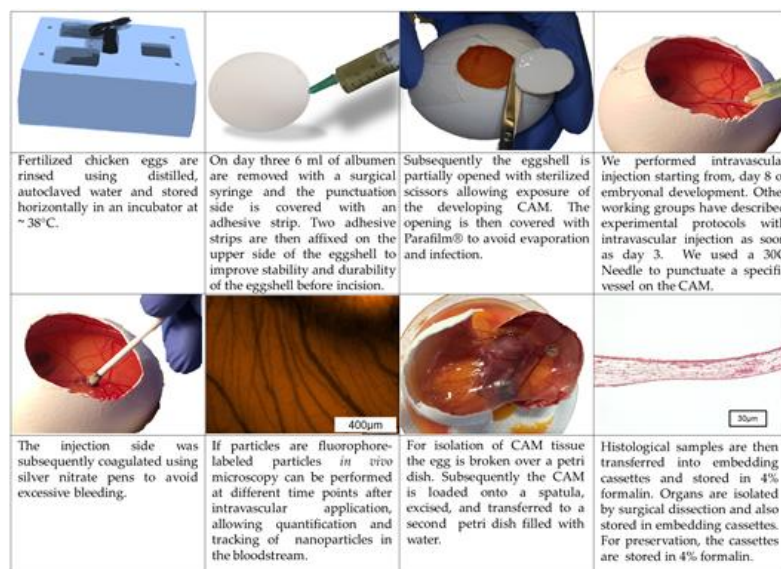 Fertilized chicken eggs are
rinsed using distilled,
autoclaved water and stored
horizontally in an incubator at
~ 38°C.
On day three 6 ml of albumen
are removed with a surgical
syringe and the punctuation
side is covered with an
adhesive strip. Two adhesive
strips are then affixed on the
upper side of the eggshell to
improve stability and durability
of the eggshell before incision.
Subsequently the eggshell is
partially opened with sterilized
scissors allowing exposure of
the developing CAM. The
opening is then covered with
Parafilm® to avoid evaporation
and infection.
We performed intravascular
injection starting from, day 8 o
embryonal development. Other
working groups have described
experimental protocols with
intravascular injection as soon
as day 3. We used a 30G
Needle to punctuate a specifi
vessel on the CAM.
400μm
30μm
The injection side was
subsequently coagulated using
silver nitrate pens to avoid
excessive bleeding.
If particles are fluorophore-
labeled particles in vivo
microscopy can be performed
at different time points after
intravascular application,
allowing quantification and
tracking of nanoparticles in
the bloodstream.
For isolation of CAM tissue
the egg is broken over a petri
dish. Subsequently the CAM
is loaded onto a spatula,
excised, and transferred to a
second petri dish filled with
water.
Histological samples are then
transferred into embedding
cassettes and stored in 4%
formalin. Organs are isolated
by surgical dissection and also
stored in embedding cassettes.
For preservation, the cassettes
are stored in 4% formalin.